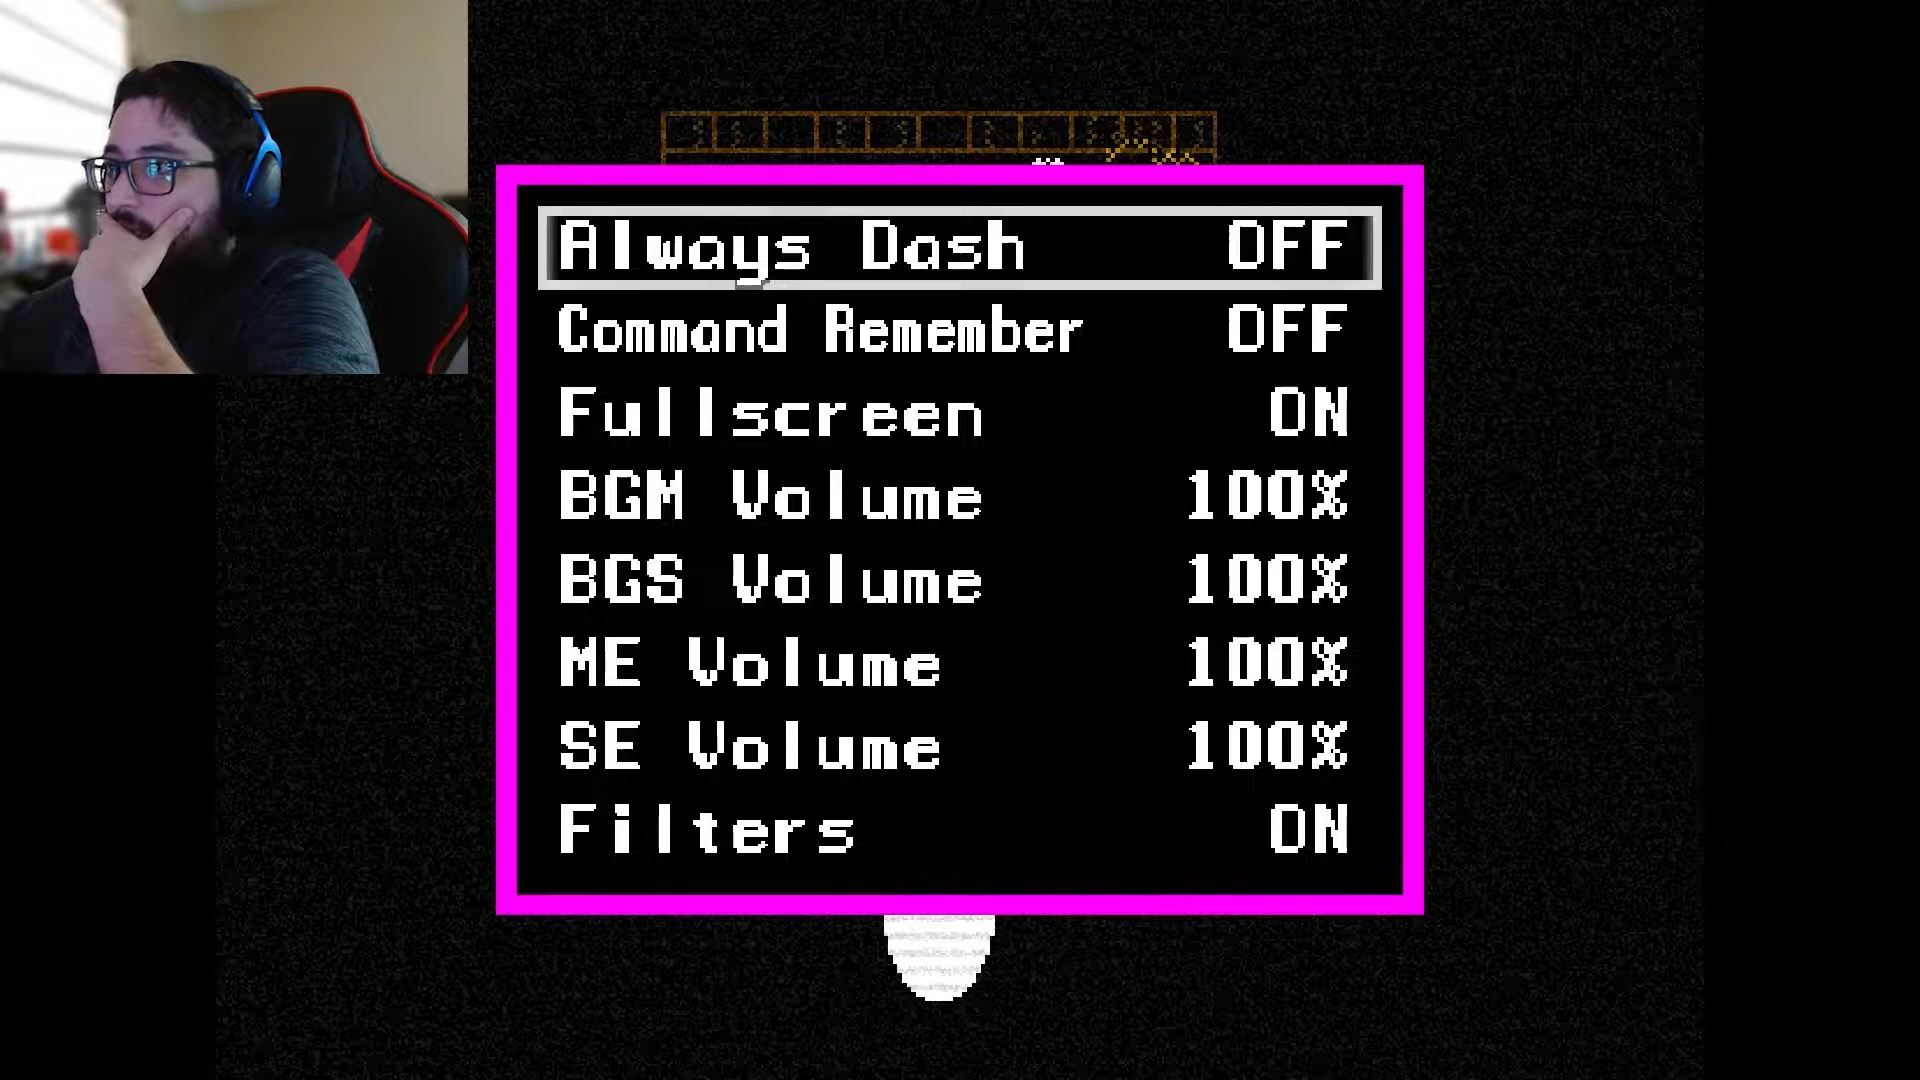 Always Dash OFF
Command Remember OFF
Fullscreen ON
BGM Volume 100%
BGS Volume 100%
ME Volume 100%
SE Volume 100%
Filters ON